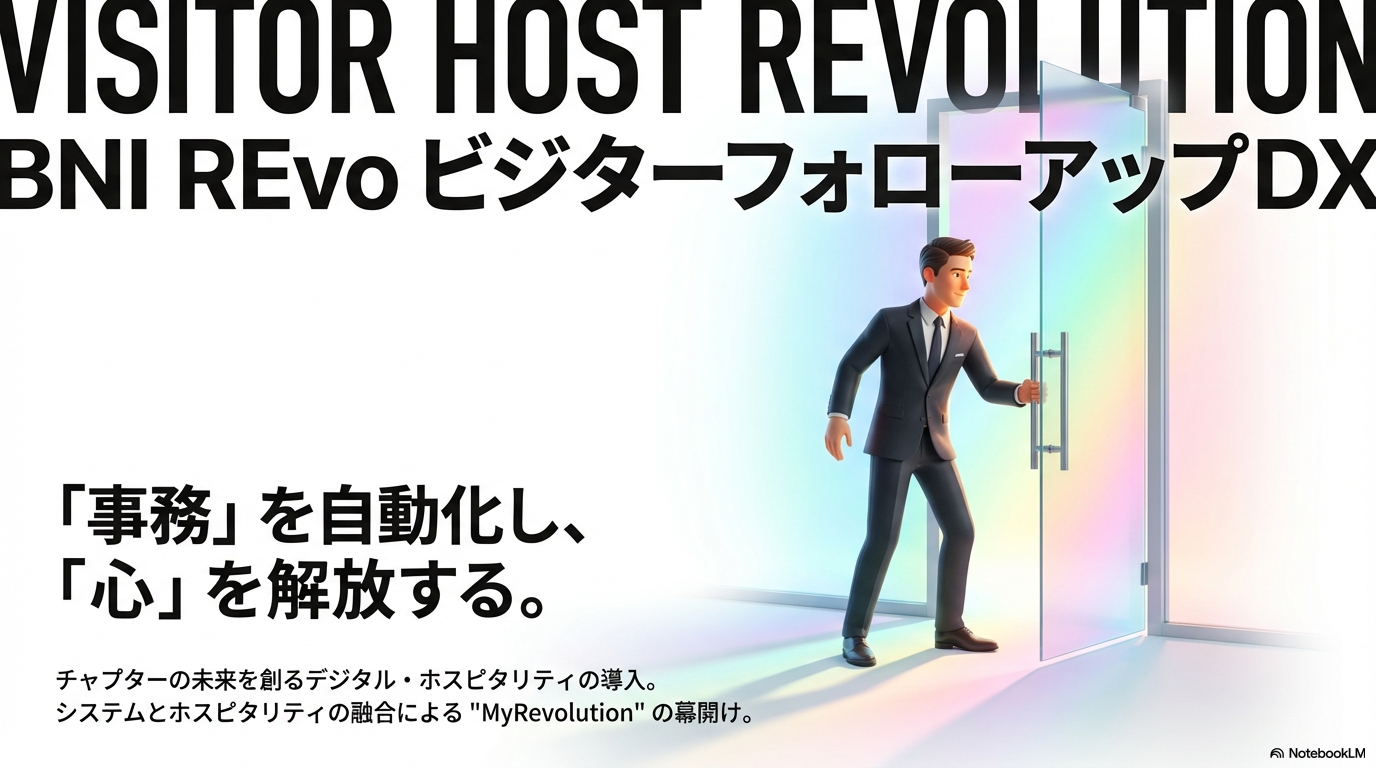 VISITOR HOST REVOLUTION
BNI REvo ビジターフォローアップDX
「事務」を自動化し、
「心」を解放する。
チャプターの未来を創るデジタル・ホスピタリティの導入。
システムとホスピタリティの融合による "MyRevolution" の幕開け。
NotebookLM